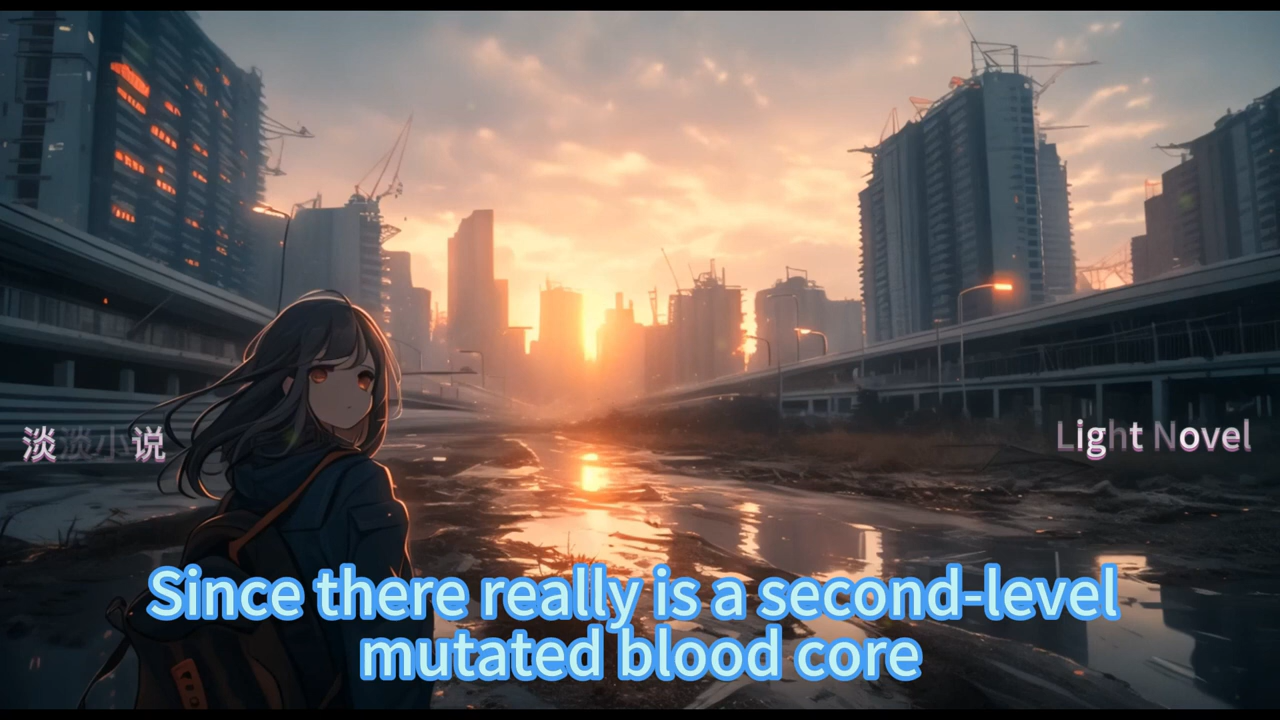 淡淡小说
Light Novel
Since there really is a second-level
mutated blood core